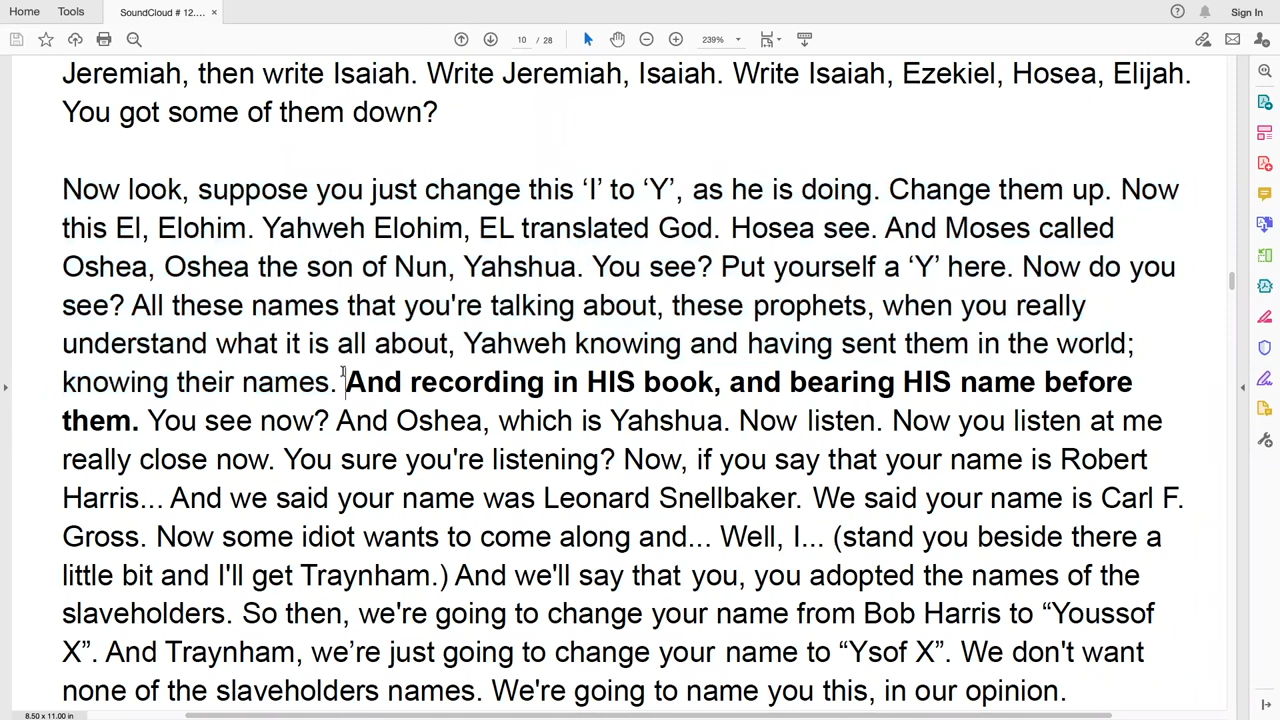 Home
Tools
SoundCloud # 12.... ×
Sign In
10 / 28
239%
Jeremiah, then write Isaiah. Write Jeremiah, Isaiah. Write Isaiah, Ezekiel, Hosea, Elijah.
You got some of them down?
Now look, suppose you just change this ‘I’ to ‘Y’, as he is doing. Change them up. Now
this El, Elohim. Yahweh Elohim, EL translated God. Hosea see. And Moses called
Oshea, Oshea the son of Nun, Yahshua. You see? Put yourself a ‘Y’ here. Now do you
see? All these names that you're talking about, these prophets, when you really
understand what it is all about, Yahweh knowing and having sent them in the world;
knowing their names. And recording in HIS book, and bearing HIS name before
them. You see now? And Oshea, which is Yahshua. Now listen. Now you listen at me
really close now. You sure you're listening? Now, if you say that your name is Robert
Harris... And we said your name was Leonard Snellbaker. We said your name is Carl F.
Gross. Now some idiot wants to come along and... Well, I... (stand you beside there a
little bit and I'll get Traynham.) And we'll say that you, you adopted the names of the
slaveholders. So then, we're going to change your name from Bob Harris to “Youssof
X”. And Traynham, we’re just going to change your name to “Ysof X”. We don't want
none of the slaveholders names. We're going to name you this, in our opinion.
8.50 x 11.00 in